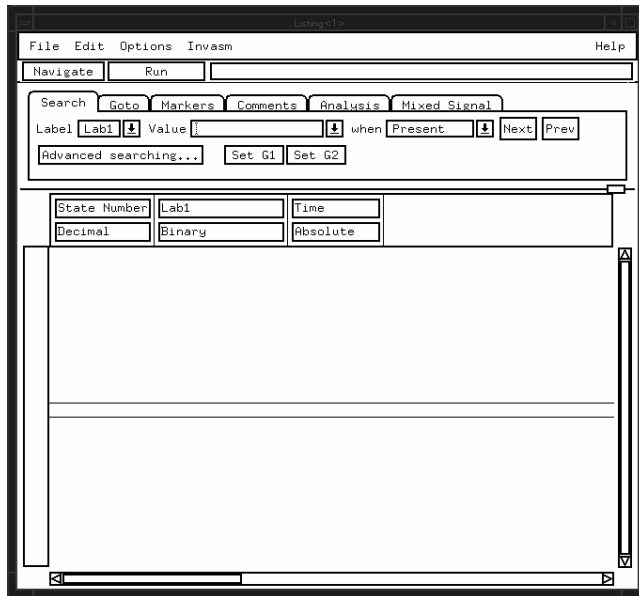 Listing<1>
File Edit Options Invasm Help
Navigate Run
Search Goto Markers Comments Analysis Mixed Signal
Label Lab1 Value when Present Next Prev
Advanced searching... Set G1 Set G2
State Number Lab1 Time
Decimal Binary Absolute